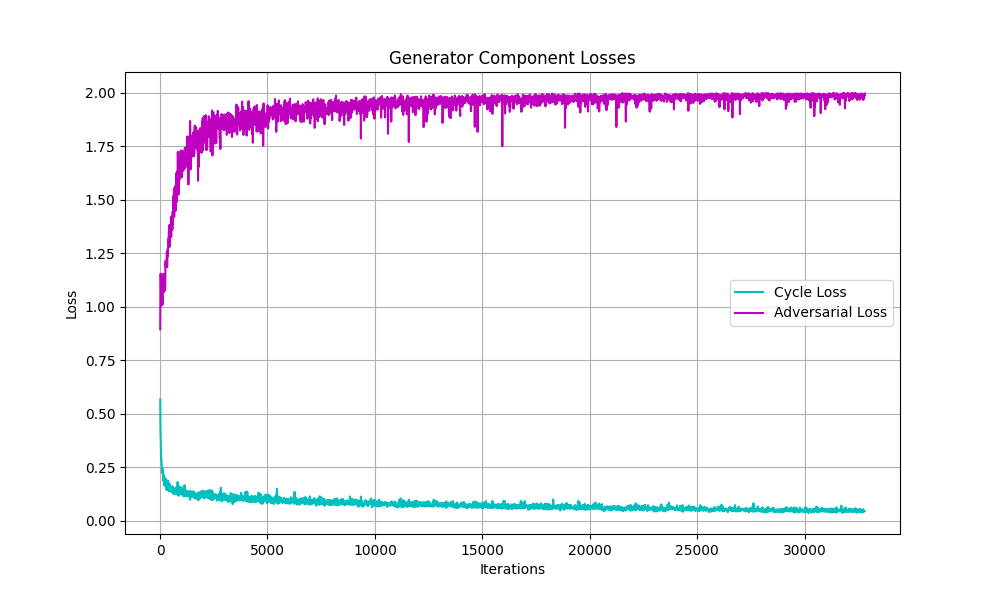 Generator Component Losses
2.00
1.75
1.50
1.25
1.00
0.75
0.50
0.25
0.00
Loss
Cycle Loss
Adversarial Loss
0 5000 10000 15000 20000 25000 30000
Iterations